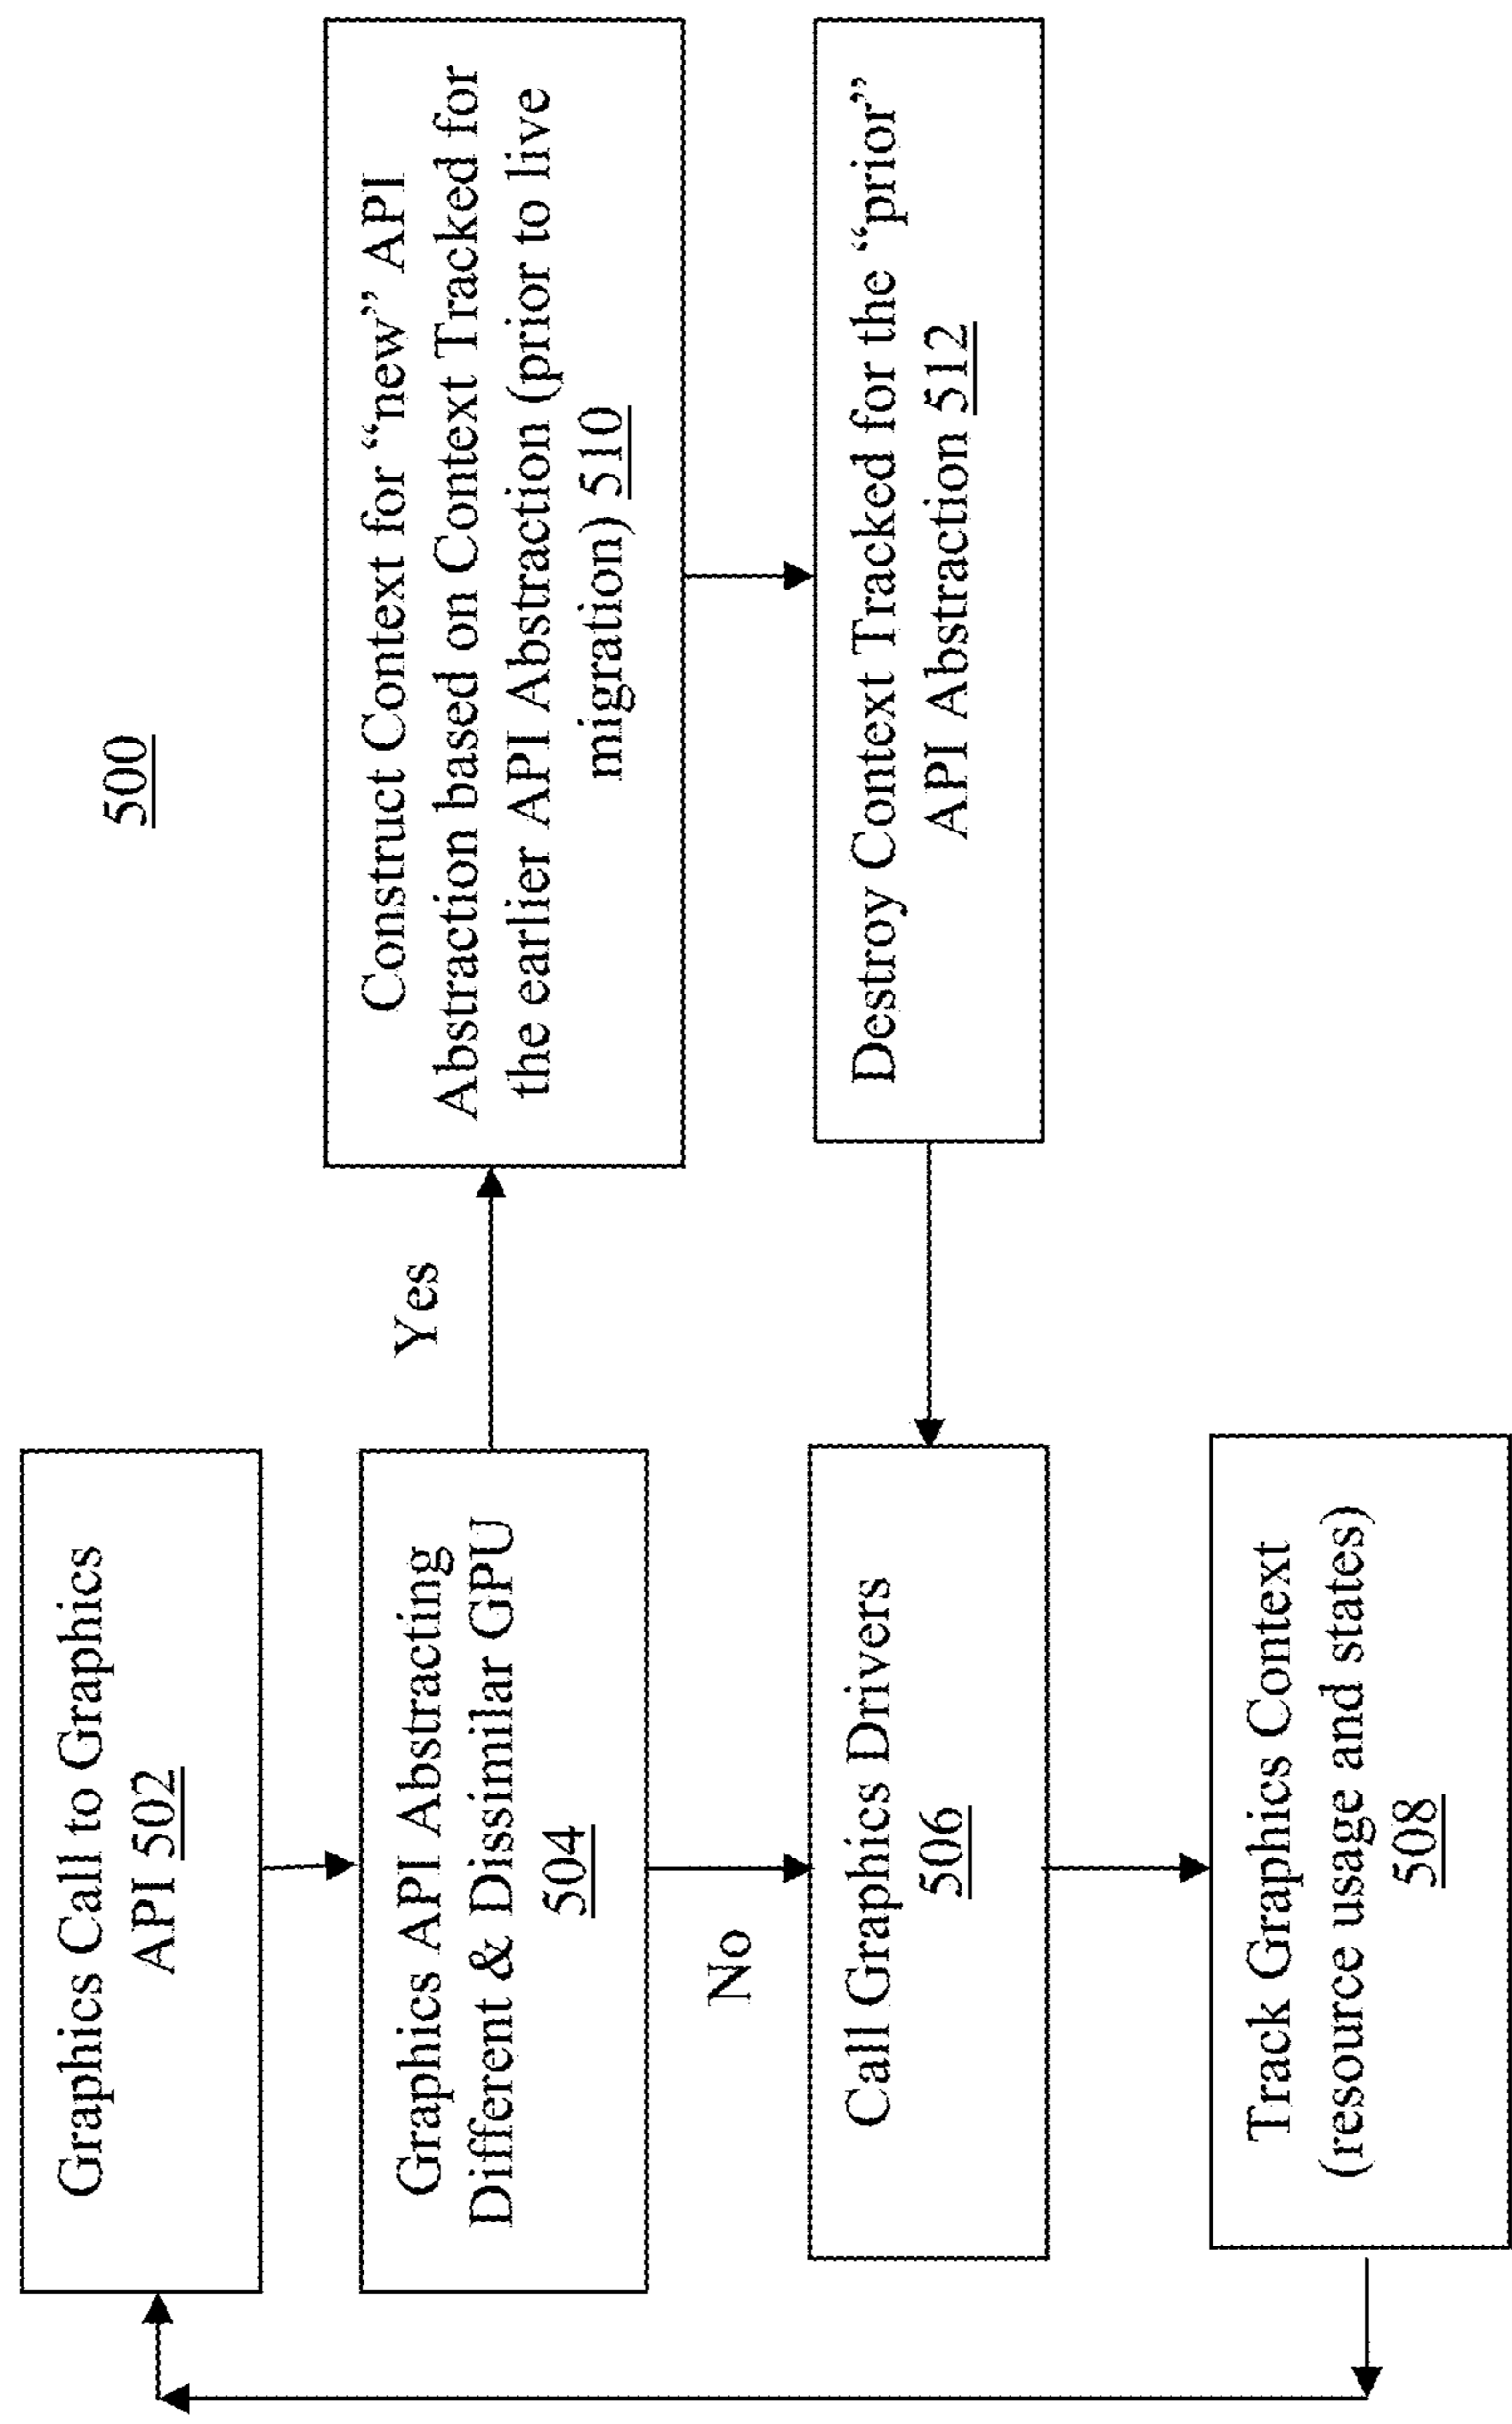 500
Graphics Call to Graphics
API 502
Graphics API Abstracting
Different & Dissimilar GPU
504
Yes
No
Construct Context for “new” API
Abstraction based on Context Tracked for
the earlier API Abstraction (prior to live
migration) 510
Call Graphics Drivers
506
Destroy Context Tracked for the “prior”
API Abstraction 512
Track Graphics Context
(resource usage and states)
508